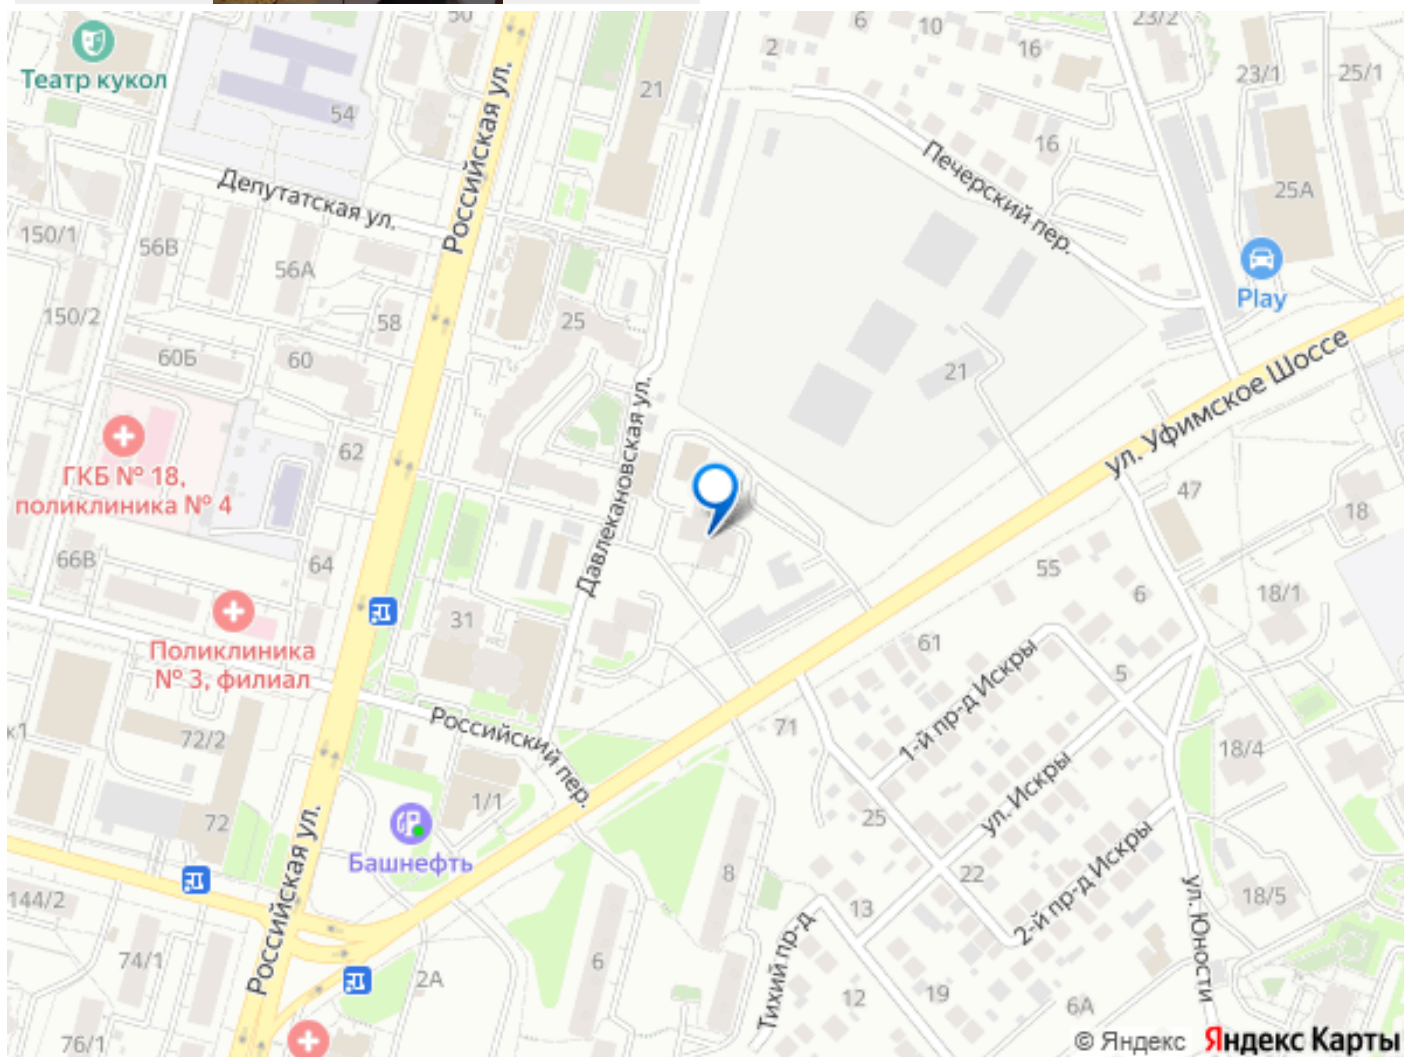 50
6
10
2
16
23/2
Театр кукол
54
21
23/1
25/1
16
Российская ул.
Депутатская ул.
Печерский пер.
25А
150/1
56В
56А
Play
150/2
58
25
60Б
60
21
ул. Уфимское Шоссе
Давлекановская ул.
62
ГКБ № 18,
поликлиника № 4
47
18
66В
64
55
6
18/1
31
61
Поликлиника
№ 3, филиал
5
1-й пр-д Искры
к1
72/2
Российский пер.
71
18/4
ул. Искры
72
1/1
25
Российская ул.
Башнефть
8
22
2-й пр-д Искры
144/2
13
18/5
ул. Юности
74/1
2А
6
Тихий пр-д
12
19
6А
76/1
© Яндекс Яндекс Карты